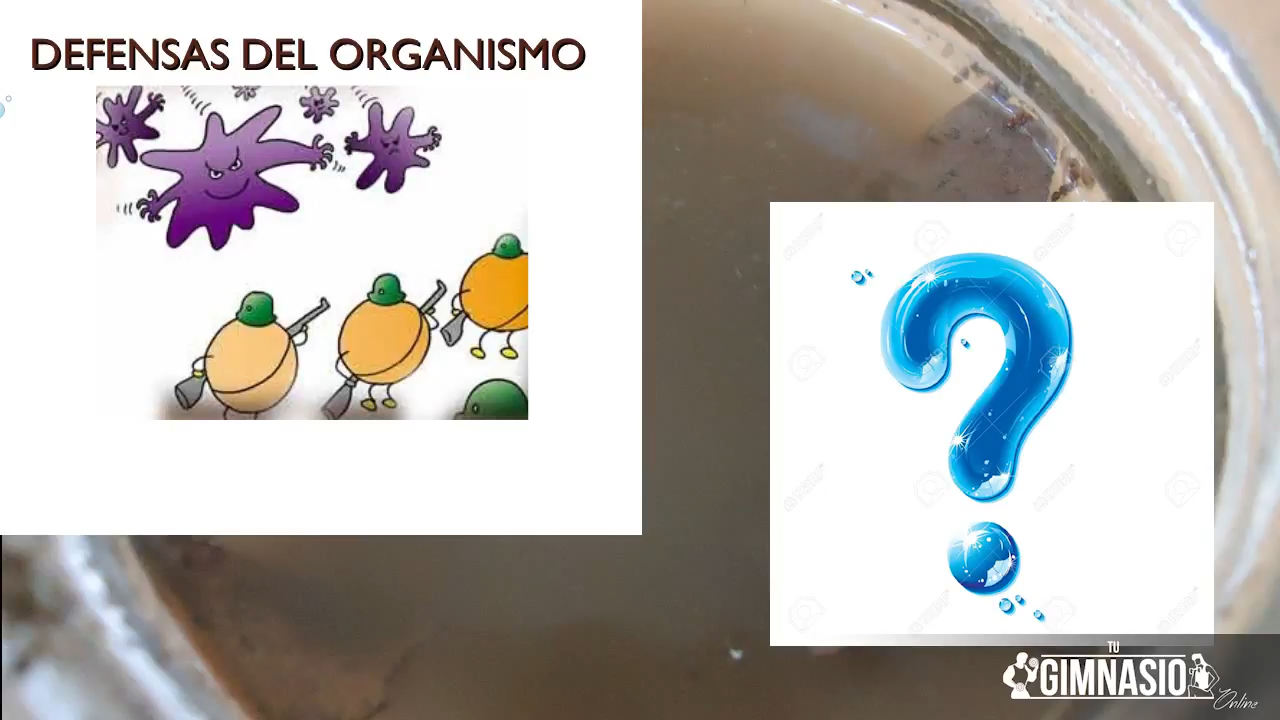 DEFENSAS DEL ORGANISMO
TU
GIMNASIO
Online